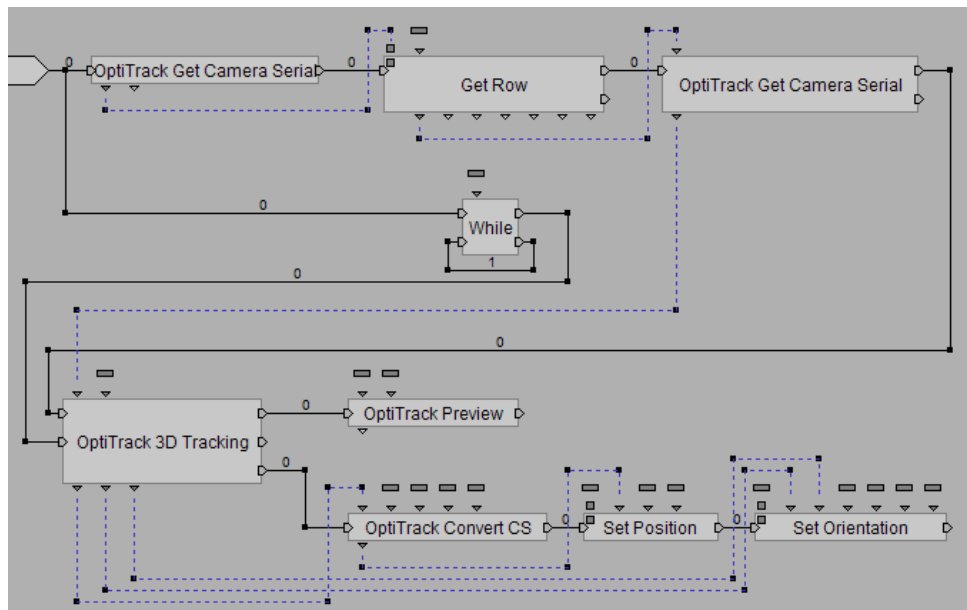 0
OptiTrack Get Camera Serial
0
Get Row
0
OptiTrack Get Camera Serial
0
While
1
0
0
OptiTrack 3D Tracking
0
OptiTrack Preview
0
OptiTrack Convert CS
0
Set Position
0
Set Orientation